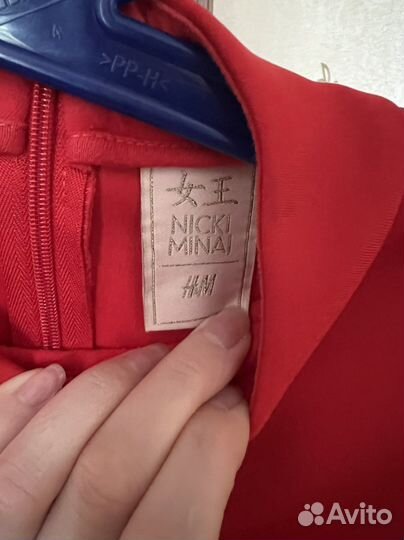 >PP-H<
女王
NICKI
MINAJ
H&M
Avito